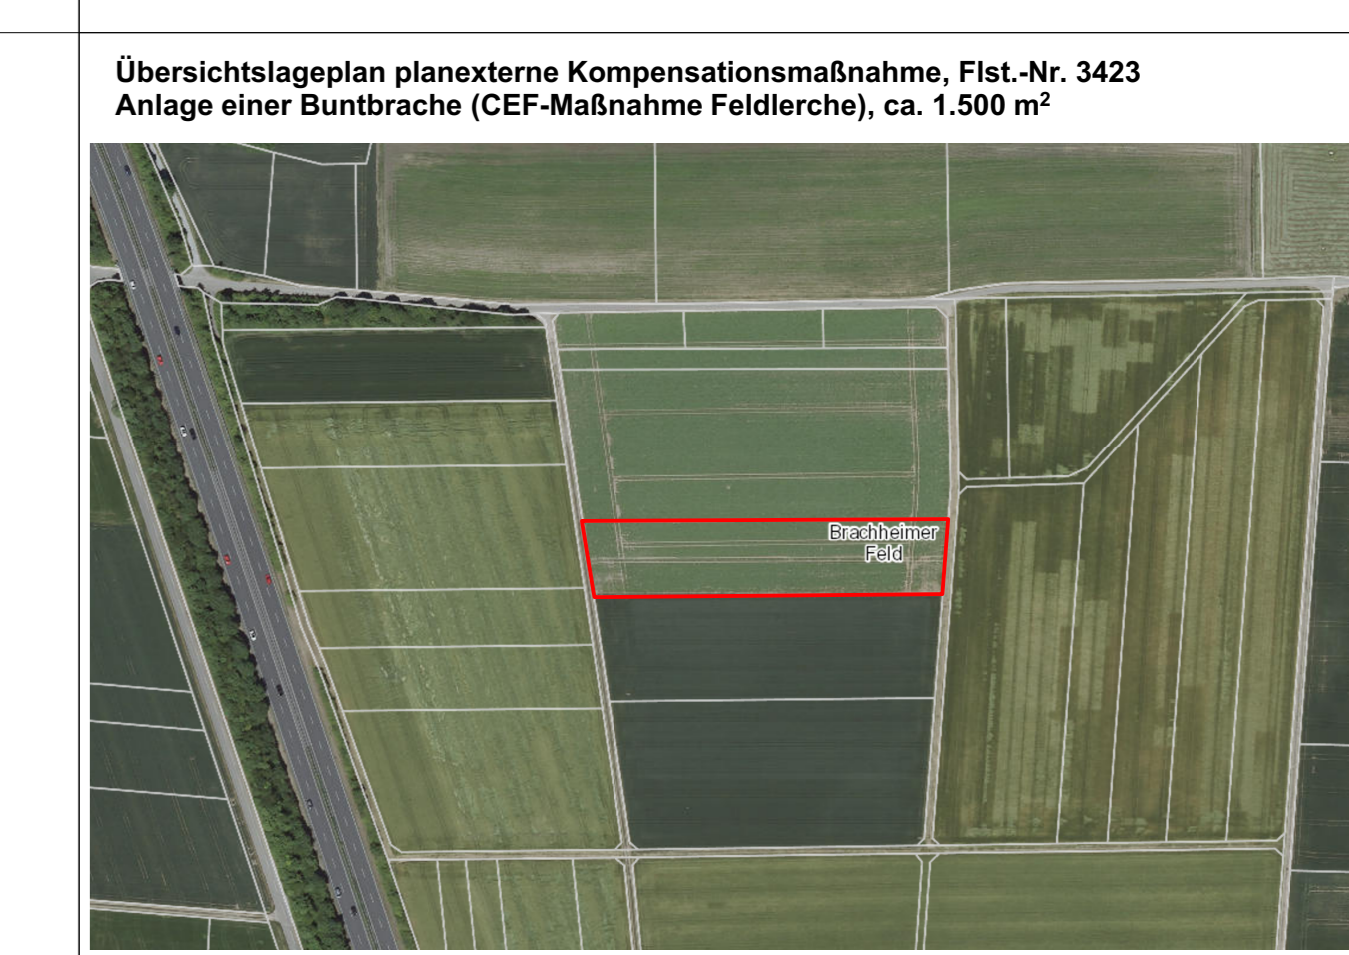 Übersichtslageplan planexterne Kompensationsmaßnahme, Flst.-Nr. 3423
Anlage einer Buntbrache (CEF-Maßnahme Feldlerche), ca. 1.500 m²
Brachheimer
Feld